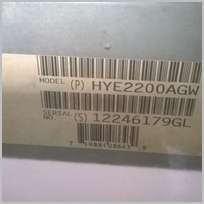 MODEL (P) HYE2200AGW
SERIAL NO. (S) 12246179GL